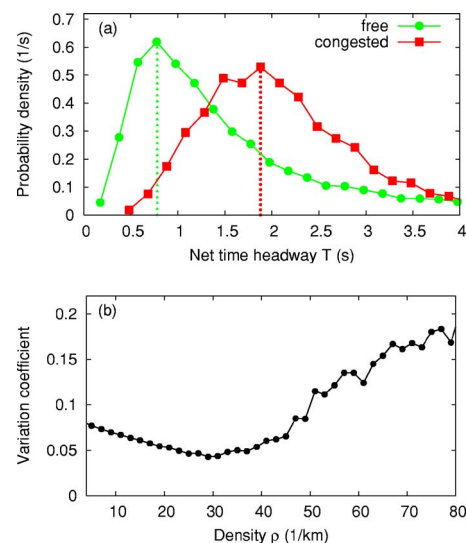 (a)
free
congested
Probability density (1/s)
0.7
0.6
0.5
0.4
0.3
0.2
0.1
0
0 0.5 1 1.5 2 2.5 3 3.5 4
Net time headway T (s)
(b)
Variation coefficient
0.2
0.15
0.1
0.05
0
10 20 30 40 50 60 70 80
Density ρ (1/km)